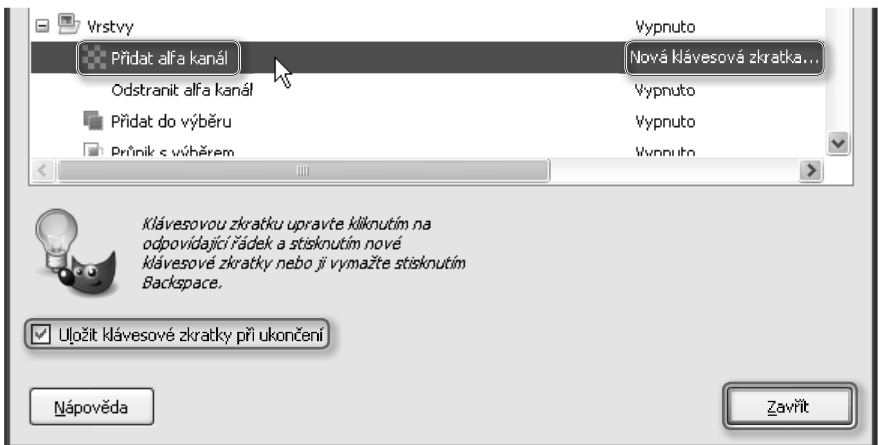 Vrstvy Vypnuto
Přidat alfa kanál Nová klávesová zkratka...
Odstranit alfa kanál Vypnuto
Přidat do výběru Vypnuto
Průnik s výběrem Vypnuto
Klávesovou zkratku upravte kliknutím na
odpovídající řádek a stisknutím nové
klávesové zkratky nebo ji vymažte stisknutím
Backspace.
Uložit klávesové zkratky při ukončení
Nápověda Zavřít